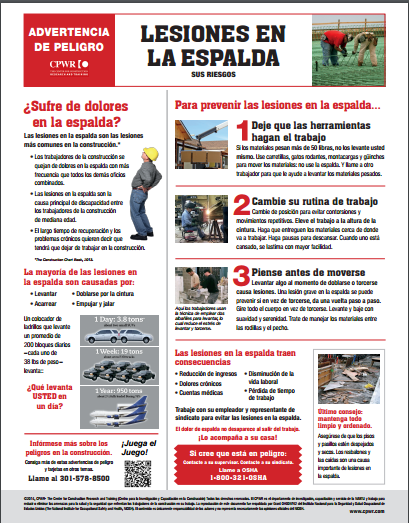 ADVERTENCIA
DE PELIGRO
CPWR
LESIONES EN
LA ESPALDA
SUS RIESGOS
¿Sufre de dolores
en la espalda?
Las lesiones en la espalda son las
lesiones más comunes en la construcción.*
• Los trabajadores de la construcción se
quejan de dolores en la espalda con más
frecuencia que todos los demás oficios
combinados.
• Las lesiones en la espalda son la
causa principal de discapacidad entre
los trabajadores de la construcción
de mediana edad.
• El largo tiempo de recuperación y los
problemas crónicos quieren decir que
tendrá que dejar de trabajar en la construcción.
*The Construction Chart Book, 2013.
La mayoría de las lesiones en
la espalda son causadas por:
• Levantar • Doblarse por la cintura
• Acarrear • Empujar y jalar
Un colocador de
ladrillos que levante
un promedio de
200 bloques diarios
–cada uno de
38 lbs de peso–
levanta:
¿Qué levanta
USTED en
un día?
1 Day: 3.8 tons*
1 Week: 19 tons
1 Year: 950 tons
Infórmese más sobre los
peligros en la construcción.
Consiga más de estas advertencias de peligro
y tarjetas en otros temas.
Llame al 301-578-8500
¡Juega el
Juego!
Para prevenir las lesiones en la espalda...
1 Deje que las herramientas
hagan el trabajo
Si los materiales pesan más de 50 libras, no los levante usted
mismo. Use carretillas, gatos rodantes, montacargas y gùinches
para mover los materiales: no use la espalda. Y llame a otro
trabajador para que le ayude a levantar los materiales pesados.
2 Cambie su rutina de trabajo
Cambie de posición para evitar contorsiones y
movimientos repetitivos. Eleve el trabajo a la altura de la
cintura. Haga que entreguen los materiales cerca de donde
va a trabajar. Haga pausas para descansar. Cuando uno está
cansado, se lastima con mayor facilidad.
3 Piense antes de moverse
Levantar algo al momento de doblarse o torcerse
causa lesiones. Una lesión grave en la espalda se puede
prevenir si en vez de torcerse, da una vuelta paso a paso.
Gire todo el cuerpo en vez de torcerse. Levante y baje con
suavidad y serenidad. Trate de manejar los materiales entre
las rodillas y el pecho.
Aquí los trabajadores usan
la técnica de emplear dos
albañiles para levantar, lo
cual reduce el estrés de
levantar y torcerse.
Las lesiones en la espalda traen
consecuencias
• Reducción de ingresos
• Dolores crónicos
• Cuentas médicas
• Disminución de la
vida laboral
• Pérdida de tiempo
de trabajo
Trabaje con su empleador y representante de
sindicato para evitar las lesiones en la espalda.
El dolor de espalda no desaparece al salir del trabajo.
¡Lo acompaña a su casa!
Si cree que está en peligro:
Contacte a su supervisor. Contacte a su sindicato.
Llame a OSHA
1-800-321-OSHA
Último consejo:
mantenga todo
limpio y ordenado.
Asegúrese de que los pisos
y pasillos estén despejados
y secos. Los resbalones y
las caídas son una causa
importante de lesiones en
la espalda.
www.cpwr.com